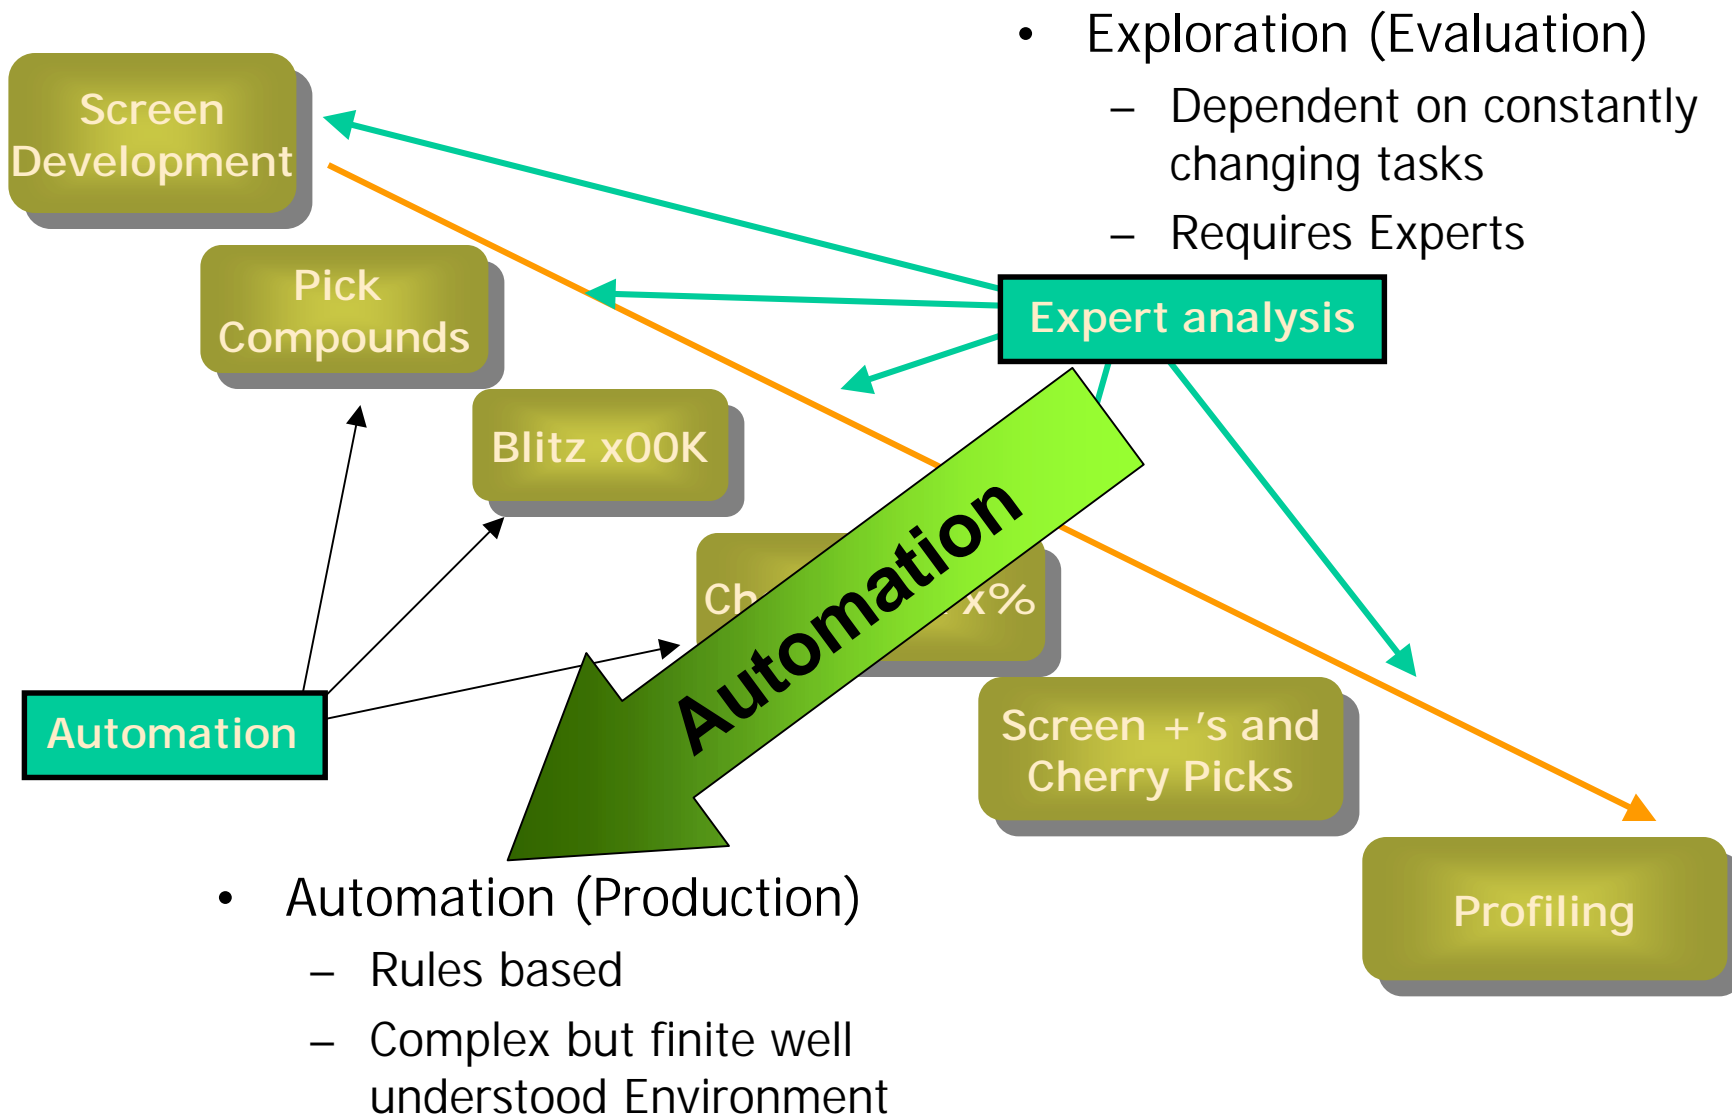 • Exploration (Evaluation)
– Dependent on constantly
changing tasks
– Requires Experts
Screen
Development
Pick
Compounds
Expert analysis
Blitz x00K
x%
Automation
Automation
Screen +’s and
Cherry Picks
Profiling
• Automation (Production)
– Rules based
– Complex but finite well
understood Environment